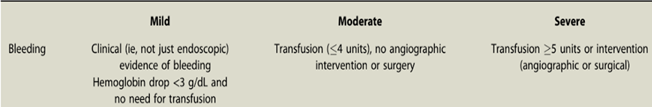 Mild Moderate Severe
Bleeding Clinical (ie, not just endoscopic) Transfusion (≤4 units), no angiographic Transfusion ≥5 units or intervention
evidence of bleeding intervention or surgery (angiographic or surgical)
Hemoglobin drop <3 g/dL and
no need for transfusion